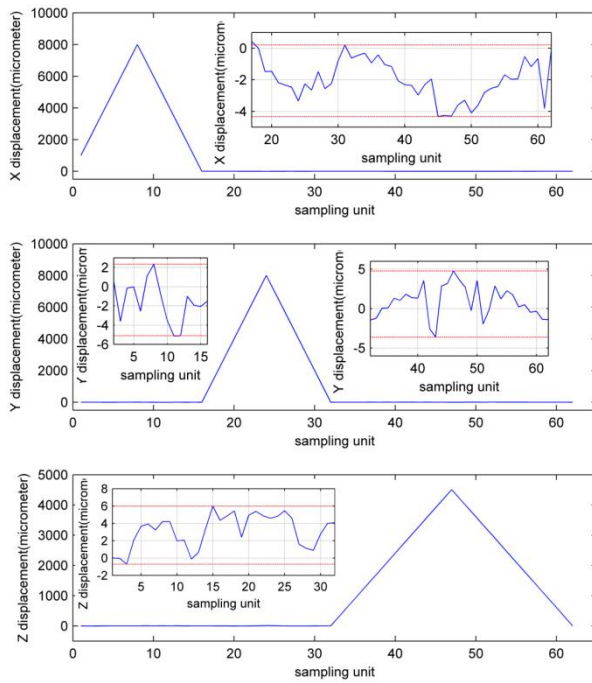 10000
8000
6000
4000
2000
0
X displacement(micrometer)
0
-2
-4
X displacement(microm
20 25 30 35 40 45 50 55 60
sampling unit
0 10 20 30 40 50 60
sampling unit
10000
8000
6000
4000
2000
0
Y displacement(micrometer)
2
0
-2
-4
-6
Y displacement(microme
5 10 15
sampling unit
5
0
-5
Y displacement(microm
40 50 60
sampling unit
0 10 20 30 40 50 60
sampling unit
5000
4000
3000
2000
1000
0
Z displacement(micrometer)
8
6
4
2
0
-2
Z displacement(microm
5 10 15 20 25 30
sampling unit
0 10 20 30 40 50 60
sampling unit